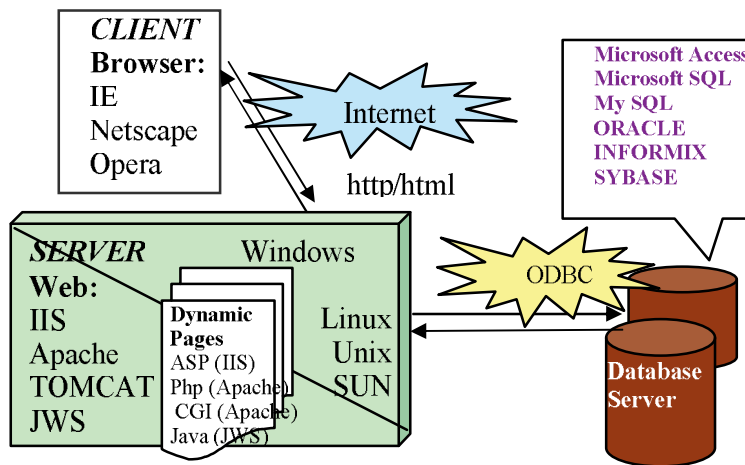 CLIENT
Browser:
IE
Netscape
Opera
Internet
http/html
Microsoft Access
Microsoft SQL
My SQL
ORACLE
INFORMIX
SYBASE
SERVER
Web:
IIS
Apache
TOMCAT
JWS
Windows
Linux
Unix
SUN
Dynamic
Pages
ASP (IIS)
Php (Apache)
CGI (Apache)
Java (JWS)
ODBC
Database
Server